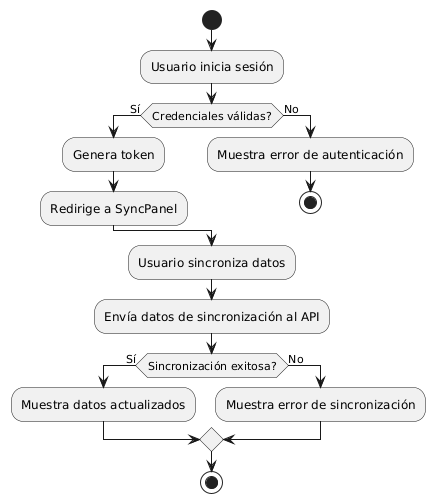 Usuario inicia sesión
Credenciales válidas?
Sí
No
Genera token
Muestra error de autenticación
Redirige a SyncPanel
Usuario sincroniza datos
Envía datos de sincronización al API
Sincronización exitosa?
Sí
No
Muestra datos actualizados
Muestra error de sincronización